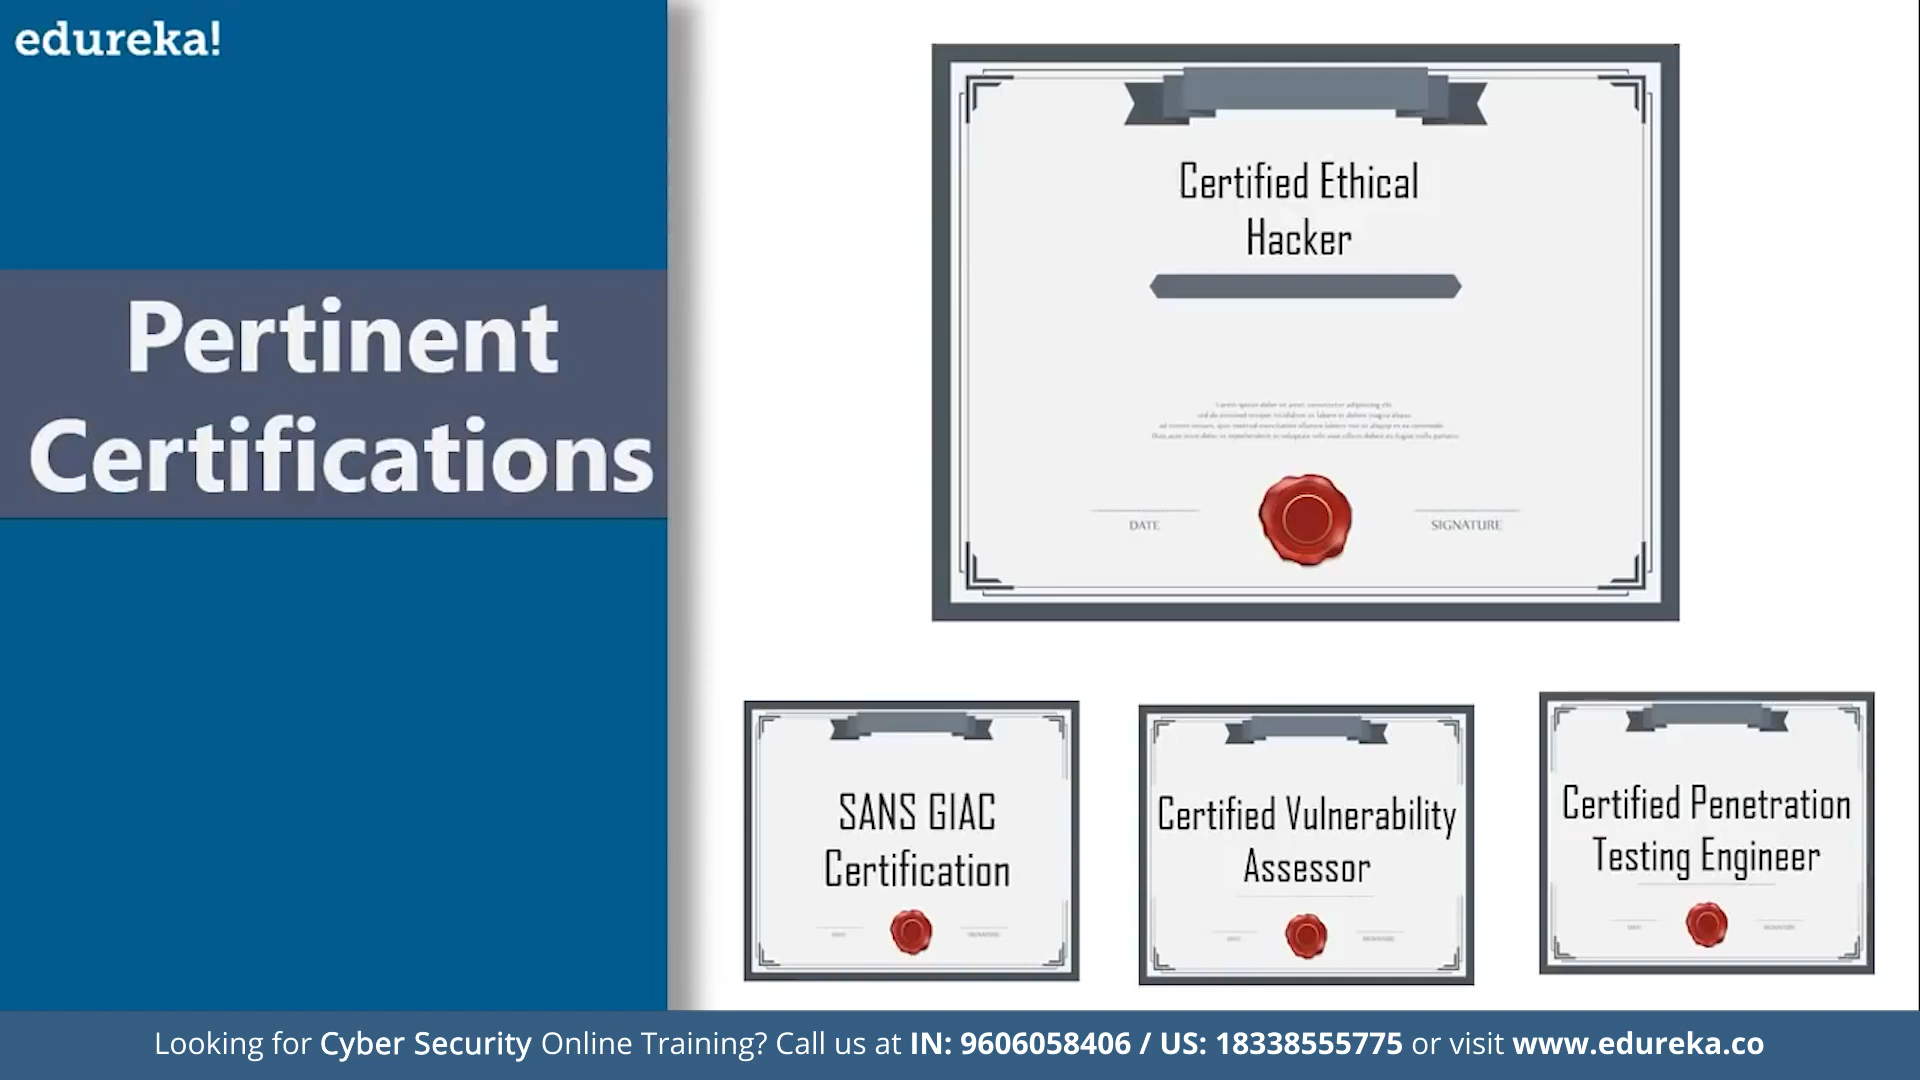 edureka!
Pertinent
Certifications
Certified Ethical
Hacker
DATE
SIGNATURE
SANS GIAC
Certification
Certified Vulnerability
Assessor
Certified Penetration
Testing Engineer
Looking for Cyber Security Online Training? Call us at IN: 9606058406 / US: 18338555775 or visit www.edureka.co